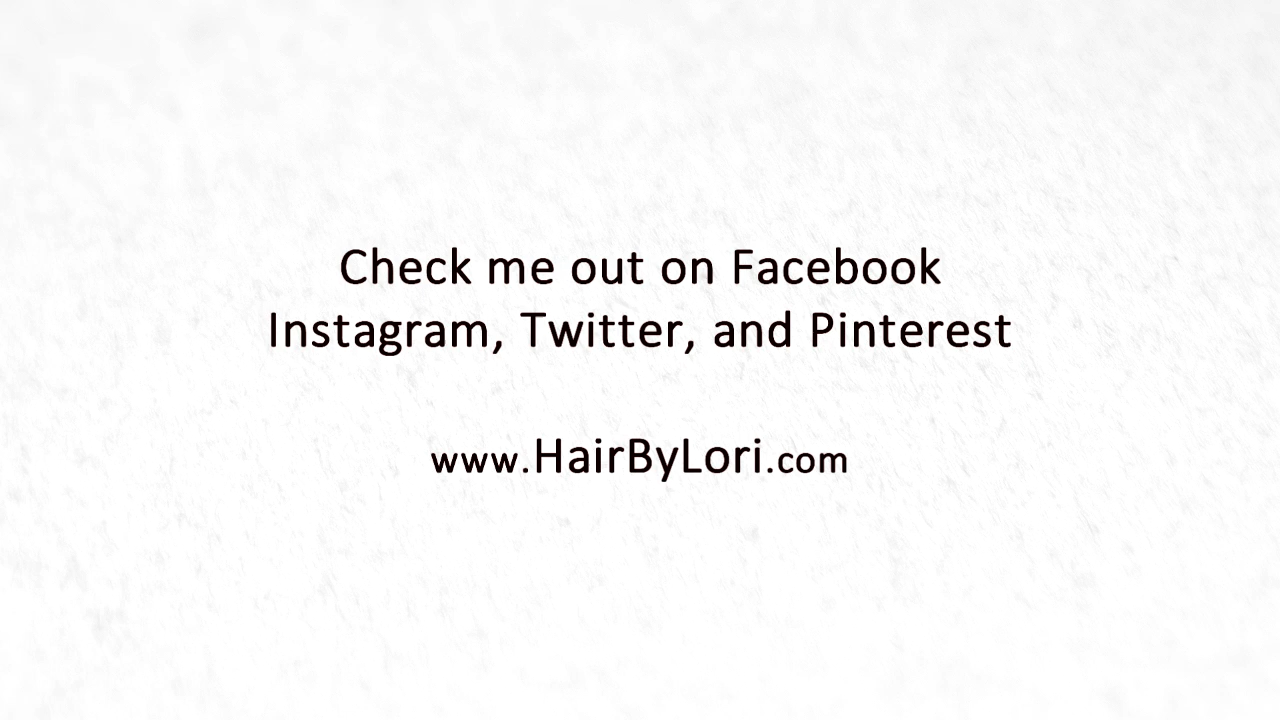 Check me out on Facebook
Instagram, Twitter, and Pinterest
www.HairByLori.com